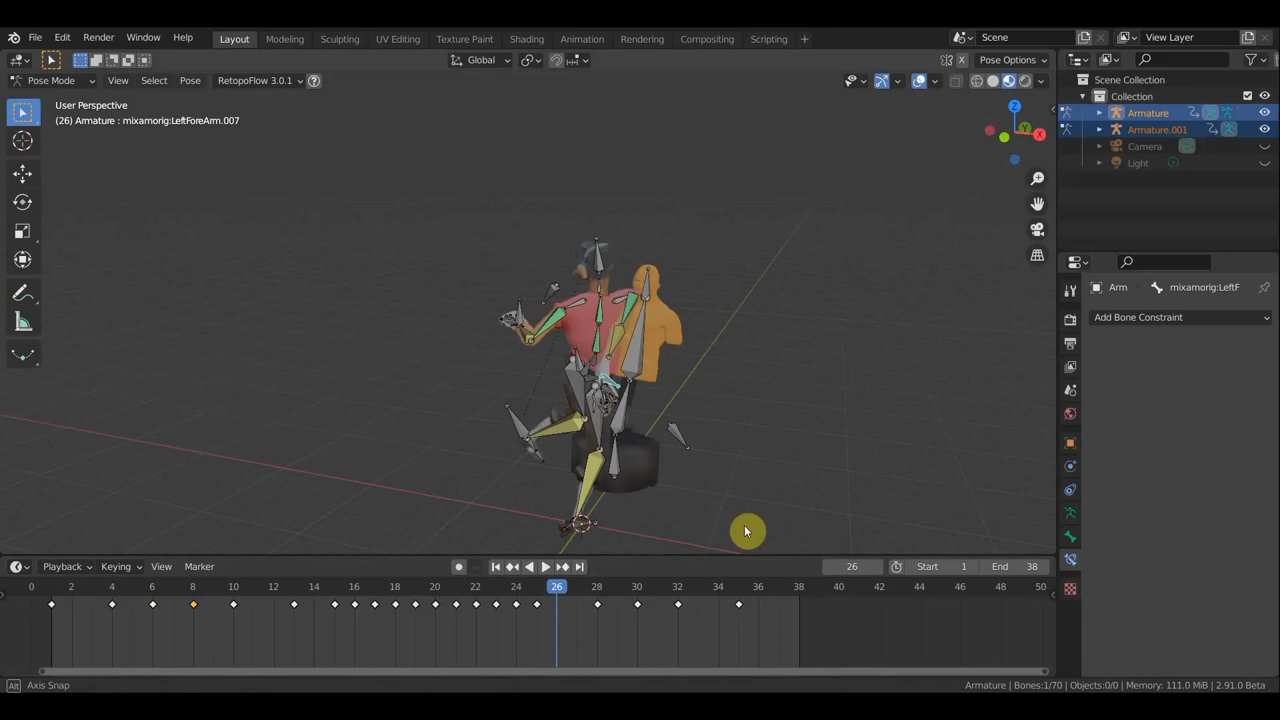 File Edit Render Window Help Layout Modeling Sculpting UV Editing Texture Paint Shading Animation Rendering Compositing Scripting Scene View Layer
Global Pose Options
Pose Mode View Select Pose RetopoFlow 3.0.1
User Perspective
(26) Armature : mixamorig:LeftForeArm.007
Z
Y
X
Scene Collection
Collection
Armature
Armature.001
Camera
Light
Arm mixamorig:LeftF
Add Bone Constraint
Playback Keying View Marker 26 Start 1 End 38
0 2 4 6 8 10 12 14 16 18 20 22 24 26 28 30 32 34 36 38 40 42 44 46 48 50
Alt Axis Snap Armature | Bones:1/70 | Objects:0/0 | Memory: 111.0 MiB | 2.91.0 Beta